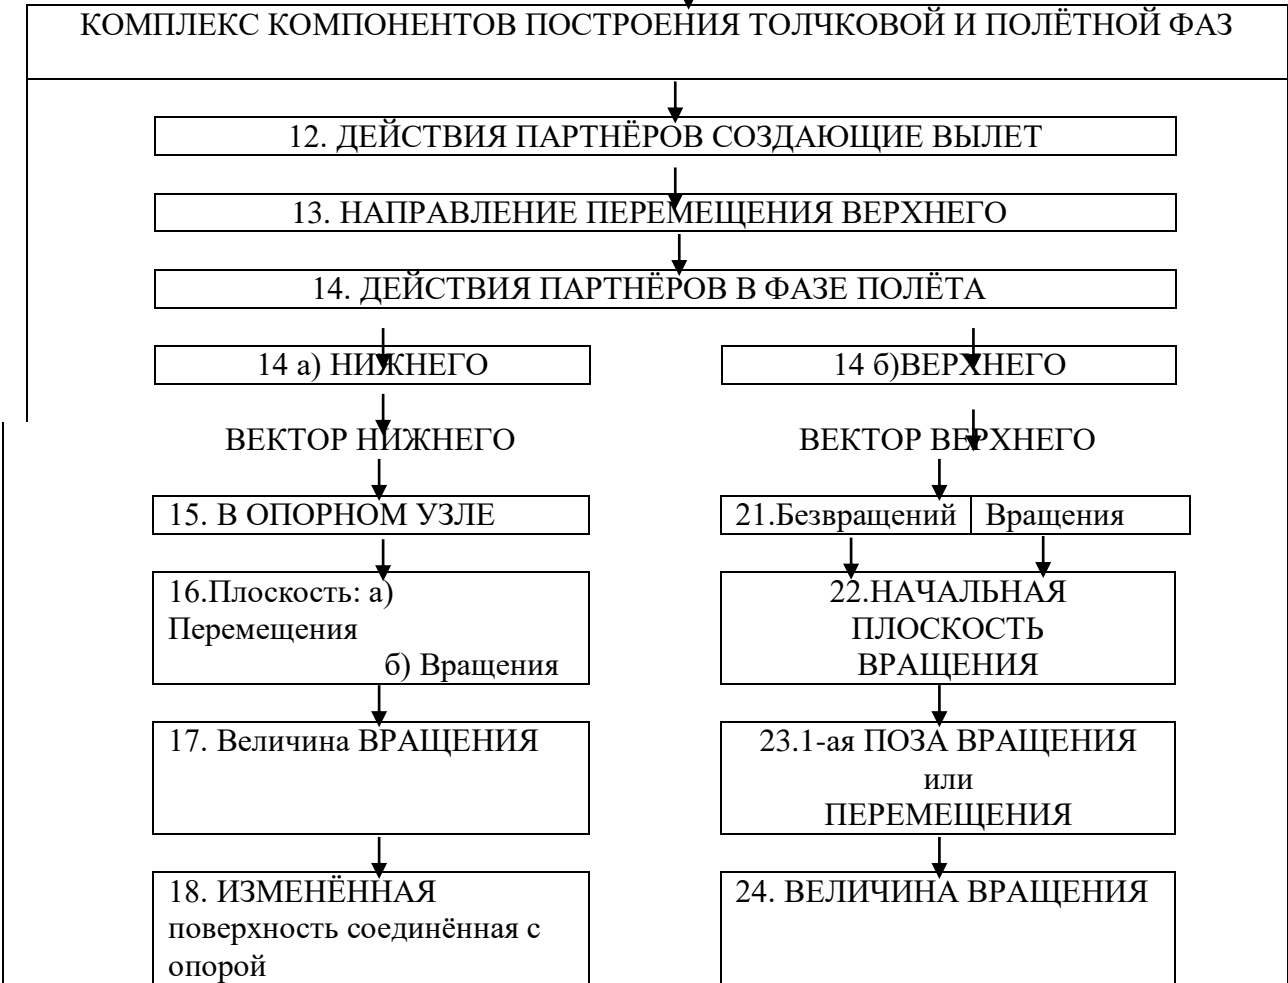 КОМПЛЕКС КОМПОНЕНТОВ ПОСТРОЕНИЯ ТОЛЧКОВОЙ И ПОЛЁТНОЙ ФАЗ
12. ДЕЙСТВИЯ ПАРТНЁРОВ СОЗДАЮЩИЕ ВЫЛЕТ
13. НАПРАВЛЕНИЕ ПЕРЕМЕЩЕНИЯ ВЕРХНЕГО
14. ДЕЙСТВИЯ ПАРТНЁРОВ В ФАЗЕ ПОЛЁТА
14 а) НИЖНЕГО
14 б)ВЕРХНЕГО
ВЕКТОР НИЖНЕГО
ВЕКТОР ВЕРХНЕГО
15. В ОПОРНОМ УЗЛЕ
21.Безвращений
Вращения
16.Плоскость: а)
Перемещения
б) Вращения
22.НАЧАЛЬНАЯ
ПЛОСКОСТЬ
ВРАЩЕНИЯ
17. Величина ВРАЩЕНИЯ
23.1-ая ПОЗА ВРАЩЕНИЯ
или
ПЕРЕМЕЩЕНИЯ
18. ИЗМЕНЁННАЯ
поверхность соединённая с
опорой
24. ВЕЛИЧИНА ВРАЩЕНИЯ